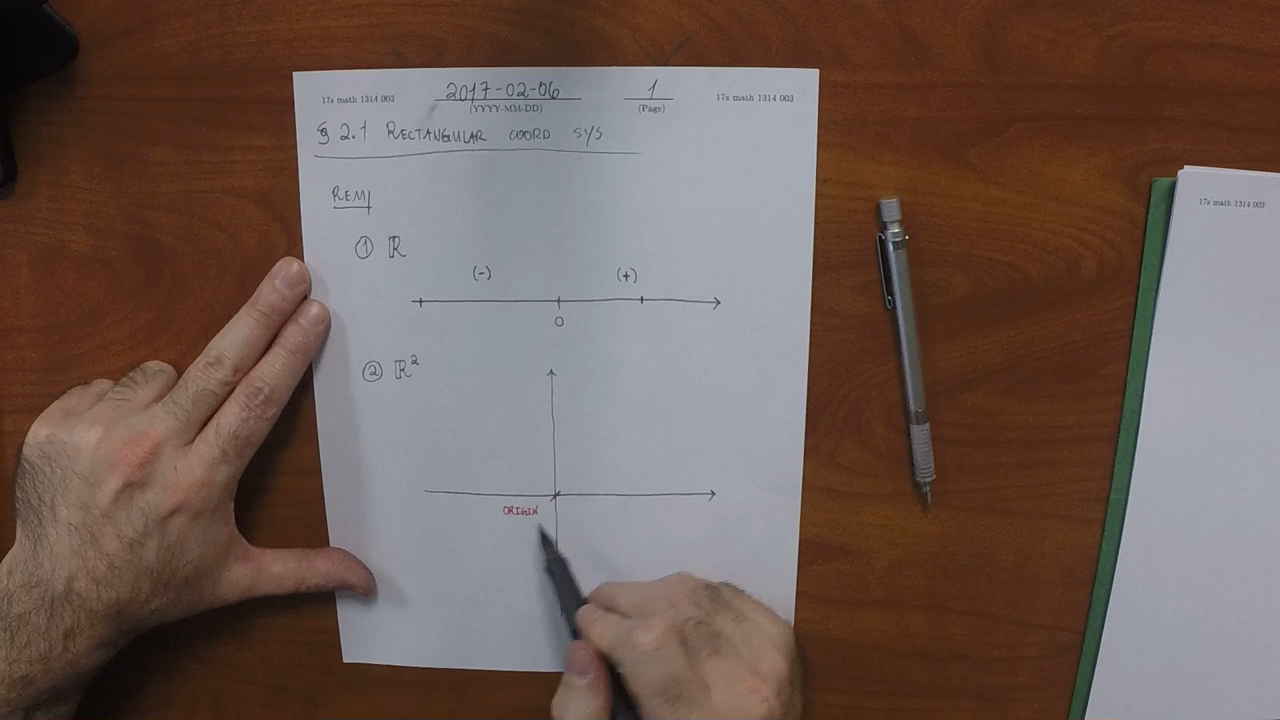 17s math 1314 003 2017-02-06 1 17s math 1314 003
(YYYY-MM-DD) (Page)
§ 2.1 RECTANGULAR COORD SYS
REM
① ℝ
(-) (+)
0
② ℝ²
ORIGIN
17s math 1314 003